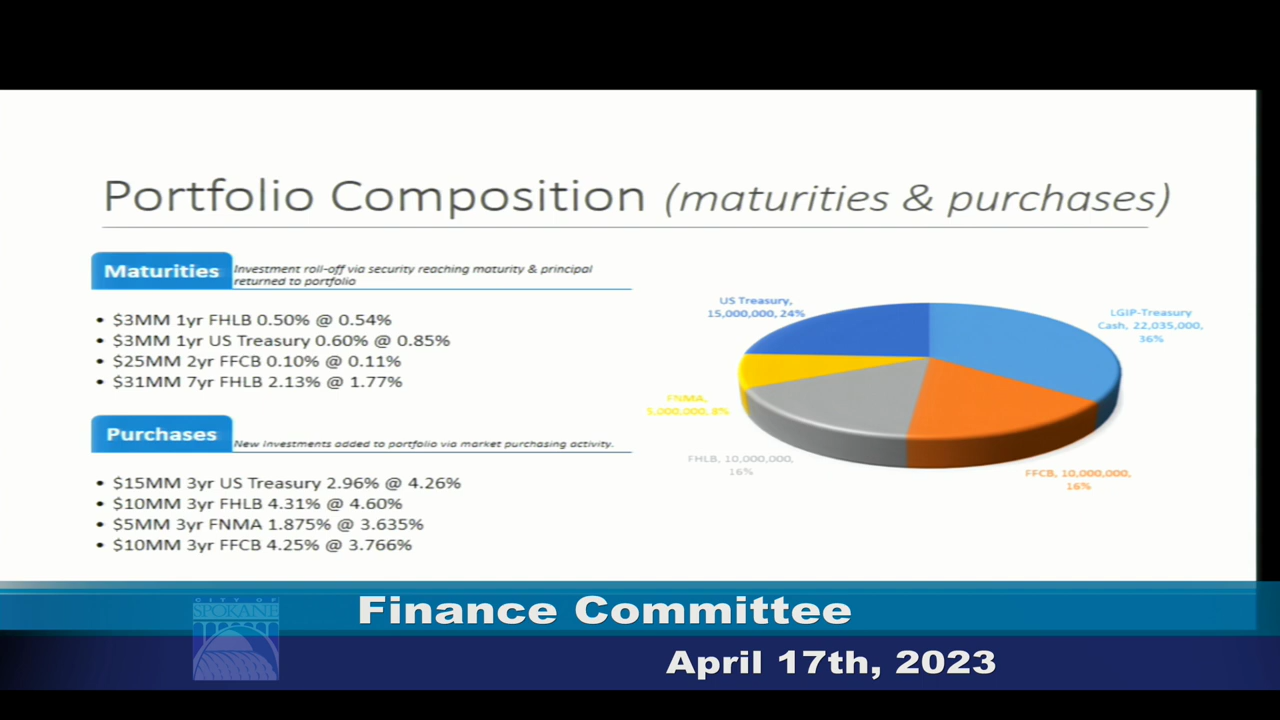 Portfolio Composition (maturities & purchases)
Maturities
Investment roll-off via security reaching maturity & principal
returned to portfolio
• $3MM 1yr FHLB 0.50% @ 0.54%
• $3MM 1yr US Treasury 0.60% @ 0.85%
• $25MM 2yr FFCB 0.10% @ 0.11%
• $31MM 7yr FHLB 2.13% @ 1.77%
Purchases
New Investments added to portfolio via market purchasing activity.
• $15MM 3yr US Treasury 2.96% @ 4.26%
• $10MM 3yr FHLB 4.31% @ 4.60%
• $5MM 3yr FNMA 1.875% @ 3.635%
• $10MM 3yr FFCB 4.25% @ 3.766%
US Treasury,
15,000,000, 24%
LGIP-Treasury
Cash, 22,035,000,
36%
FNMA,
5,000,000, 8%
FHLB, 10,000,000,
16%
FFCB, 10,000,000,
16%
CITY OF
SPOKANE
Finance Committee
April 17th, 2023